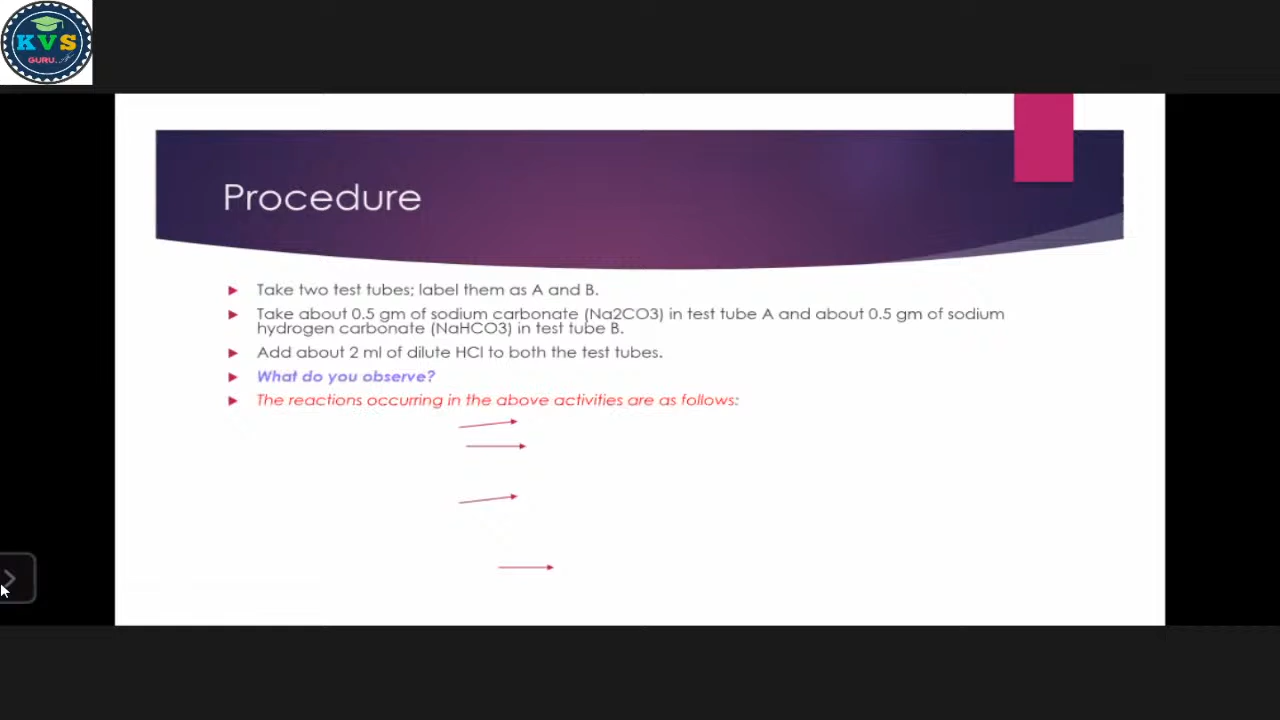 KVS
GURU..
Procedure
Take two test tubes; label them as A and B.
Take about 0.5 gm of sodium carbonate (Na2CO3) in test tube A and about 0.5 gm of sodium
hydrogen carbonate (NaHCO3) in test tube B.
Add about 2 ml of dilute HCl to both the test tubes.
What do you observe?
The reactions occurring in the above activities are as follows: